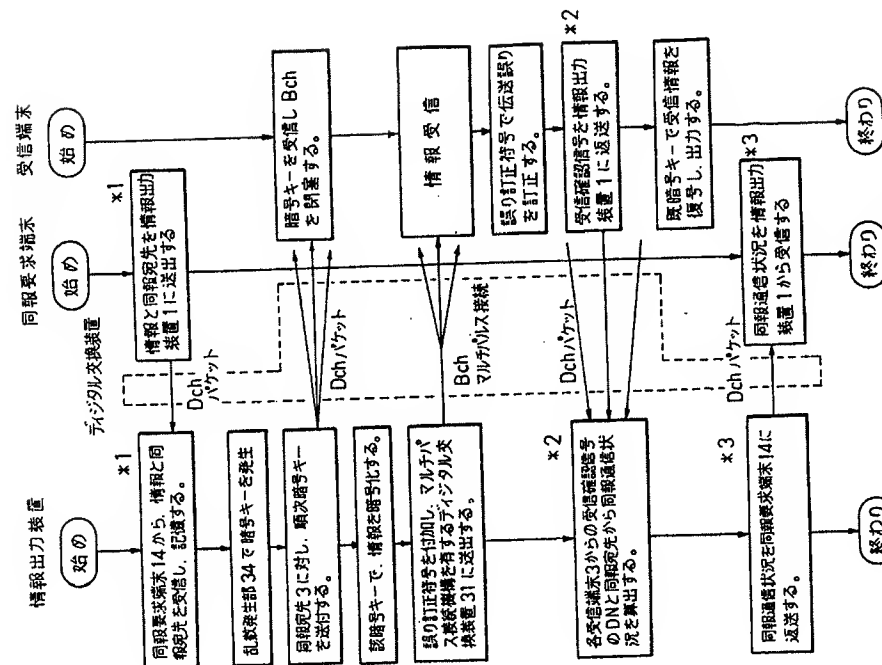 情報出力装置
始め
*1
同報要求端末14から、情報と同
報宛先を受信し、記憶する。
乱数発生部34で暗号キーを発生
同報宛先3に対し、順次暗号キー
を送付する。
該暗号キーで、情報を暗号化する。
誤り訂正符号を付加し、マルチパ
ス接続機構を有するディジタル交
換装置31に送出する。
*2
各受信端末3からの受信確認信号
のDNと同報宛先から同報通信状
況を算出する。
*3
同報通信状況を同報要求端末14に
返送する。
終わり
ディジタル交換装置
Dch
パケット
Dchパケット
Bch
マルチパルス接続
Dchパケット
Dchパケット
同報要求端末
始め
*1
情報と同報宛先を情報出力
装置1に送出する
*3
同報通信状況を情報出力
装置1から受信する
終わり
受信端末
始め
暗号キーを受信しBch
を閉塞する。
情報受信
誤り訂正符号で伝送誤り
を訂正する。
*2
受信確認信号を情報出力
装置1に返送する。
既暗号キーで受信情報を
復号し、出力する。
終わり